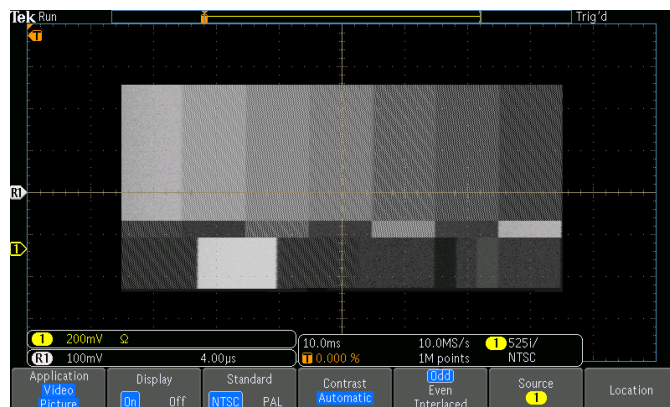 Tek Run Trig'd
T
R1
1
1 200mV Ω
R1 100mV 4.00µs
10.0ms 10.0MS/s 1 525i/
T 0.000 % 1M points NTSC
Application
Video
Picture
Display
On Off
Standard
NTSC PAL
Contrast
Automatic
Odd
Even
Interlaced
Source
1
Location